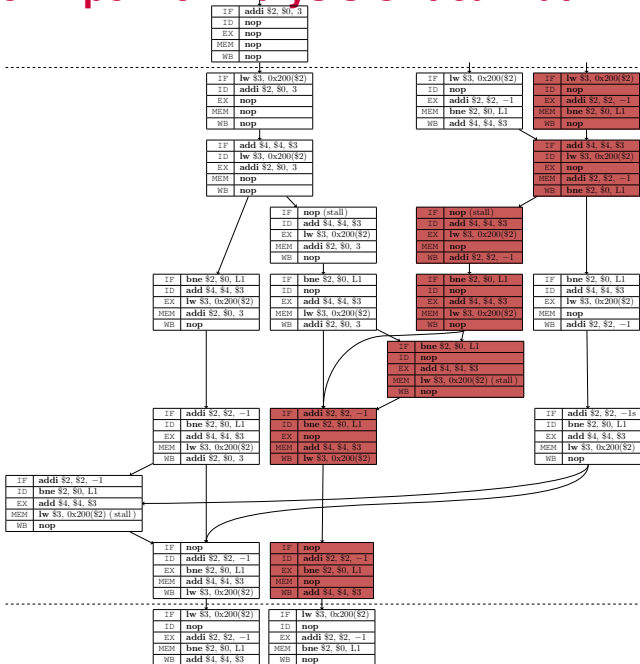 IF addi $2, $0, 3
ID nop
EX nop
MEM nop
WB nop
IF lw $3, 0x200($2)
ID addi $2, $0, 3
EX nop
MEM nop
WB nop
IF lw $3, 0x200($2)
ID nop
EX addi $2, $2, −1
MEM bne $2, $0, L1
WB add $4, $4, $3
IF lw $3, 0x200($2)
ID nop
EX addi $2, $2, −1
MEM bne $2, $0, L1
WB nop
IF add $4, $4, $3
ID lw $3, 0x200($2)
EX addi $2, $0, 3
MEM nop
WB nop
IF add $4, $4, $3
ID lw $3, 0x200($2)
EX nop
MEM addi $2, $2, −1
WB bne $2, $0, L1
IF nop (stall)
ID add $4, $4, $3
EX lw $3, 0x200($2)
MEM addi $2, $0, 3
WB nop
IF nop (stall)
ID add $4, $4, $3
EX lw $3, 0x200($2)
MEM nop
WB addi $2, $2, −1
IF bne $2, $0, L1
ID add $4, $4, $3
EX lw $3, 0x200($2)
MEM addi $2, $0, 3
WB nop
IF bne $2, $0, L1
ID nop
EX add $4, $4, $3
MEM lw $3, 0x200($2)
WB addi $2, $0, 3
IF bne $2, $0, L1
ID nop
EX add $4, $4, $3
MEM lw $3, 0x200($2)
WB nop
IF bne $2, $0, L1
ID add $4, $4, $3
EX lw $3, 0x200($2)
MEM nop
WB addi $2, $2, −1
IF bne $2, $0, L1
ID nop
EX add $4, $4, $3
MEM lw $3, 0x200($2) (stall)
WB nop
IF addi $2, $2, −1
ID bne $2, $0, L1
EX add $4, $4, $3
MEM lw $3, 0x200($2)
WB addi $2, $0, 3
IF addi $2, $2, −1
ID bne $2, $0, L1
EX nop
MEM add $4, $4, $3
WB lw $3, 0x200($2)
IF addi $2, $2, −1s
ID bne $2, $0, L1
EX add $4, $4, $3
MEM lw $3, 0x200($2)
WB nop
IF addi $2, $2, −1
ID bne $2, $0, L1
EX add $4, $4, $3
MEM lw $3, 0x200($2) (stall)
WB nop
IF nop
ID addi $2, $2, −1
EX bne $2, $0, L1
MEM add $4, $4, $3
WB lw $3, 0x200($2)
IF nop
ID addi $2, $2, −1
EX bne $2, $0, L1
MEM nop
WB add $4, $4, $3
IF lw $3, 0x200($2)
ID nop
EX addi $2, $2, −1
MEM bne $2, $0, L1
WB add $4, $4, $3
IF lw $3, 0x200($2)
ID nop
EX addi $2, $2, −1
MEM bne $2, $0, L1
WB nop